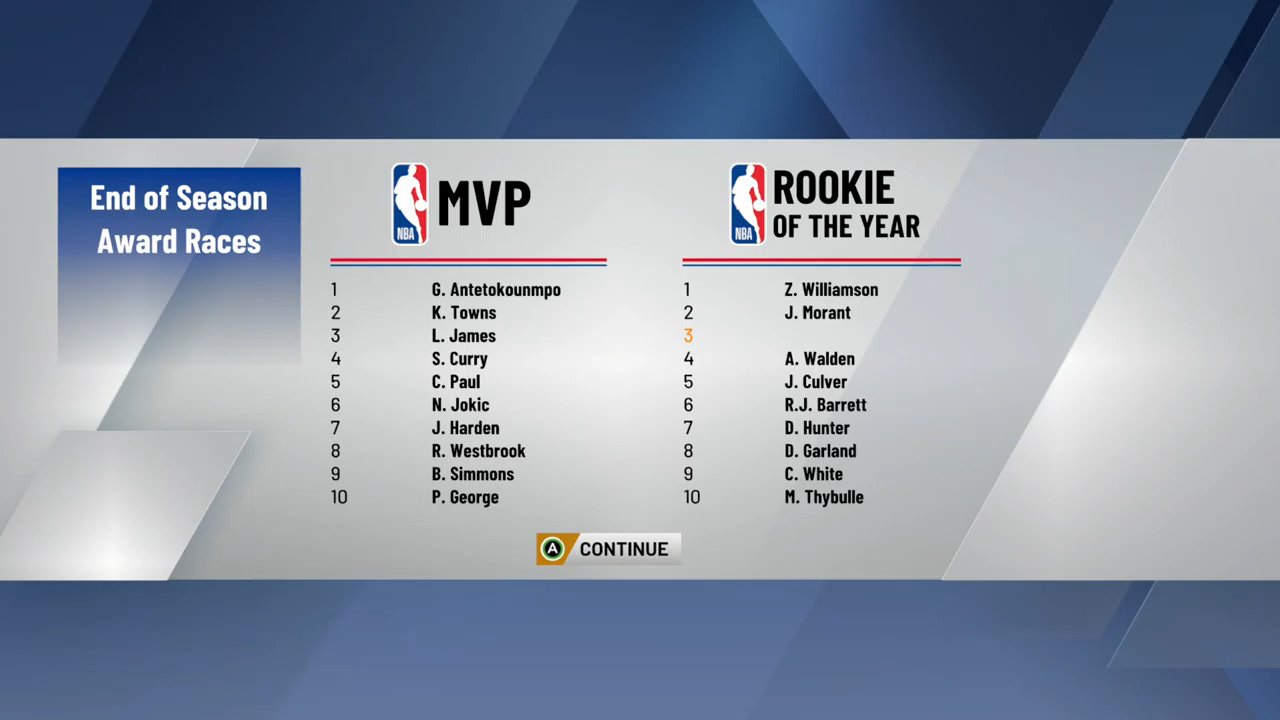 End of Season
Award Races
NBA
MVP
1 G. Antetokounmpo
2 K. Towns
3 L. James
4 S. Curry
5 C. Paul
6 N. Jokic
7 J. Harden
8 R. Westbrook
9 B. Simmons
10 P. George
NBA
ROOKIE
OF THE YEAR
1 Z. Williamson
2 J. Morant
3
4 A. Walden
5 J. Culver
6 R.J. Barrett
7 D. Hunter
8 D. Garland
9 C. White
10 M. Thybulle
A CONTINUE